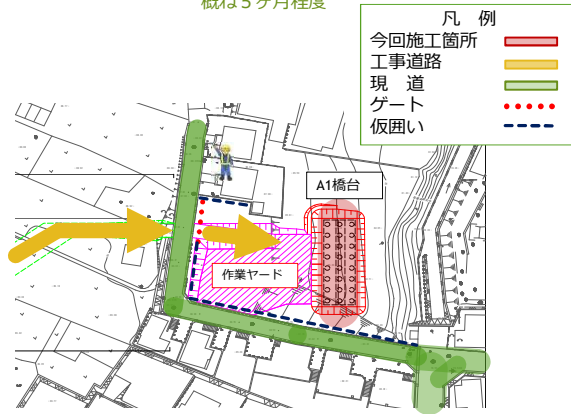 概ね5ヶ月程度
凡 例
今回施工箇所
工事道路
現 道
ゲート
仮囲い
A1橋台
作業ヤード